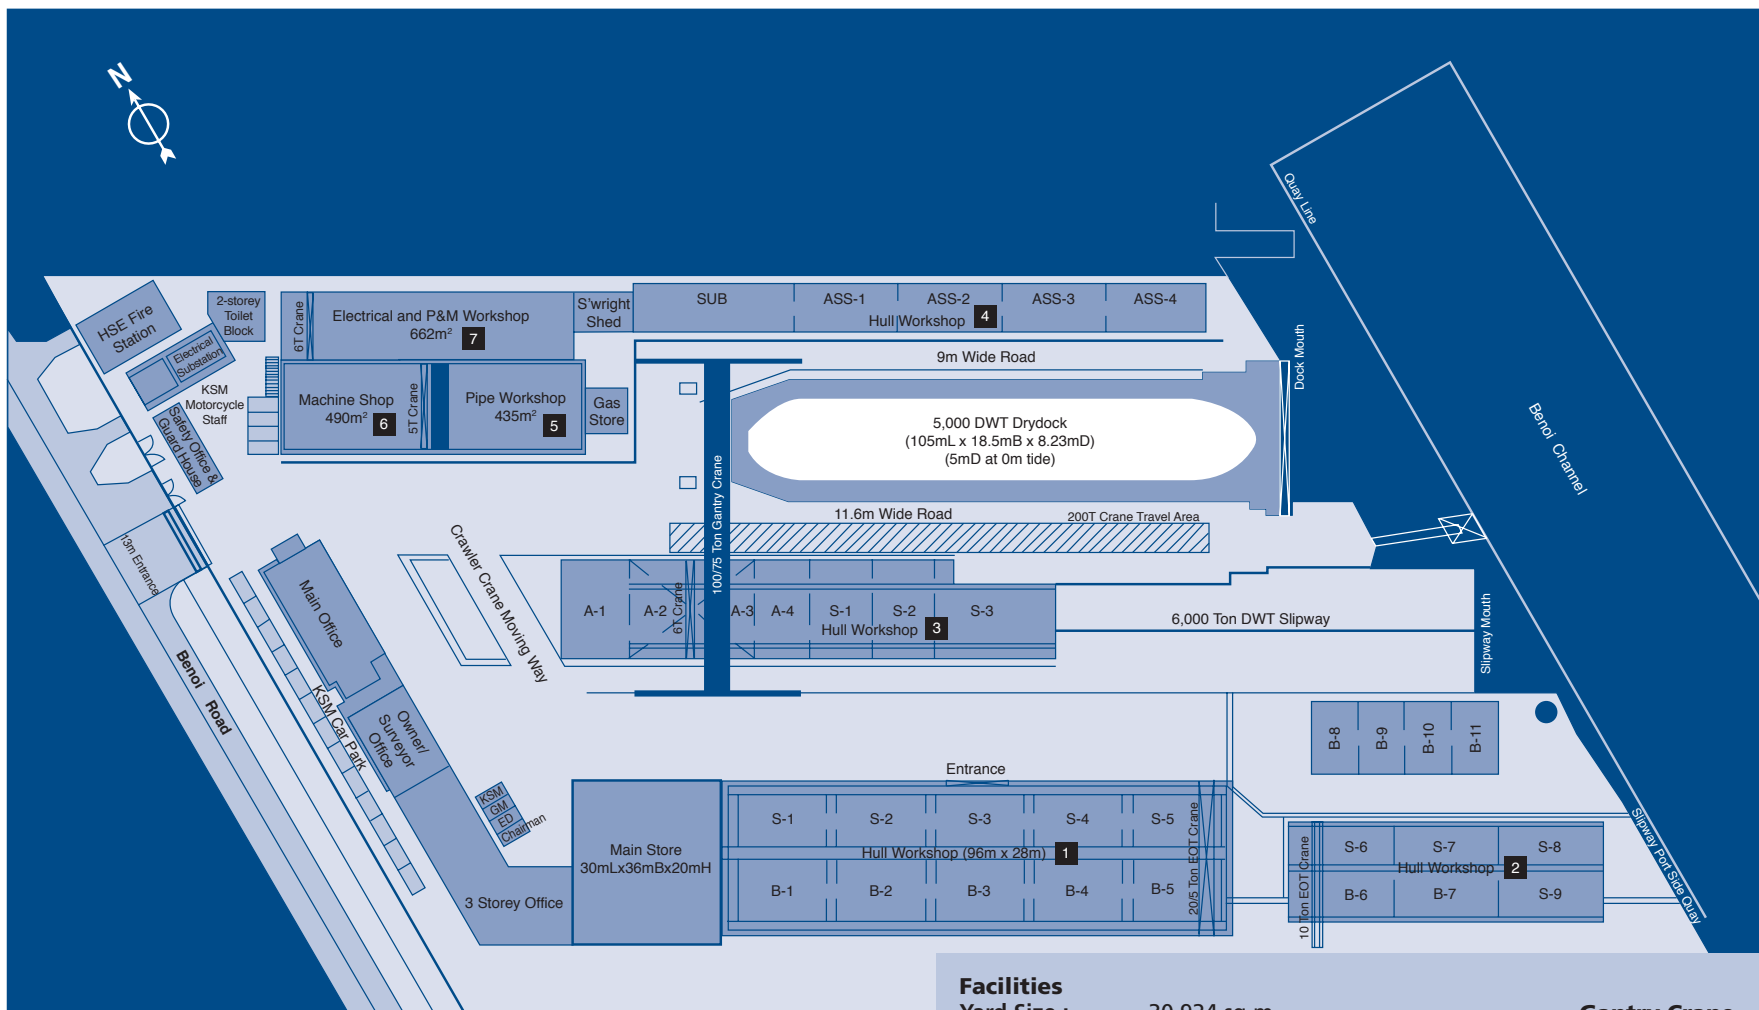 N
HSE Fire
Station
2-storey
Toilet
Block
Electrical
Substation
KSM
Motorcycle
Staff
Safety Office &
Guard House
13m Entrance
6T Crane
Electrical and P&M Workshop
662m²
7
S'wright
Shed
SUB
ASS-1
ASS-2
ASS-3
ASS-4
Hull Workshop
4
9m Wide Road
Machine Shop
490m²
6
5T Crane
Pipe Workshop
435m²
5
Gas
Store
100/75 Ton Gantry Crane
5,000 DWT Drydock
(105mL x 18.5mB x 8.23mD)
(5mD at 0m tide)
Dock Mouth
Quay Line
Benoi Channel
11.6m Wide Road
200T Crane Travel Area
Crawler Crane Moving Way
A-1
A-2
6T Crane
A-3
A-4
S-1
S-2
S-3
Hull Workshop
3
6,000 Ton DWT Slipway
Slipway Mouth
Main Office
Benoi Road
KSM Car Park
Owner/
Surveyor
Office
KSM
GM
ED
Chairman
3 Storey Office
Main Store
30mLx36mBx20mH
Entrance
S-1
S-2
S-3
S-4
S-5
Hull Workshop (96m x 28m)
1
B-1
B-2
B-3
B-4
B-5
20/5 Ton EOT Crane
B-8
B-9
B-10
B-11
10 Ton EOT Crane
S-6
S-7
S-8
Hull Workshop
2
B-6
B-7
S-9
Slipway Port Side Quay
Facilities
Yard Size : 30,924 sq m
Gantry Crane